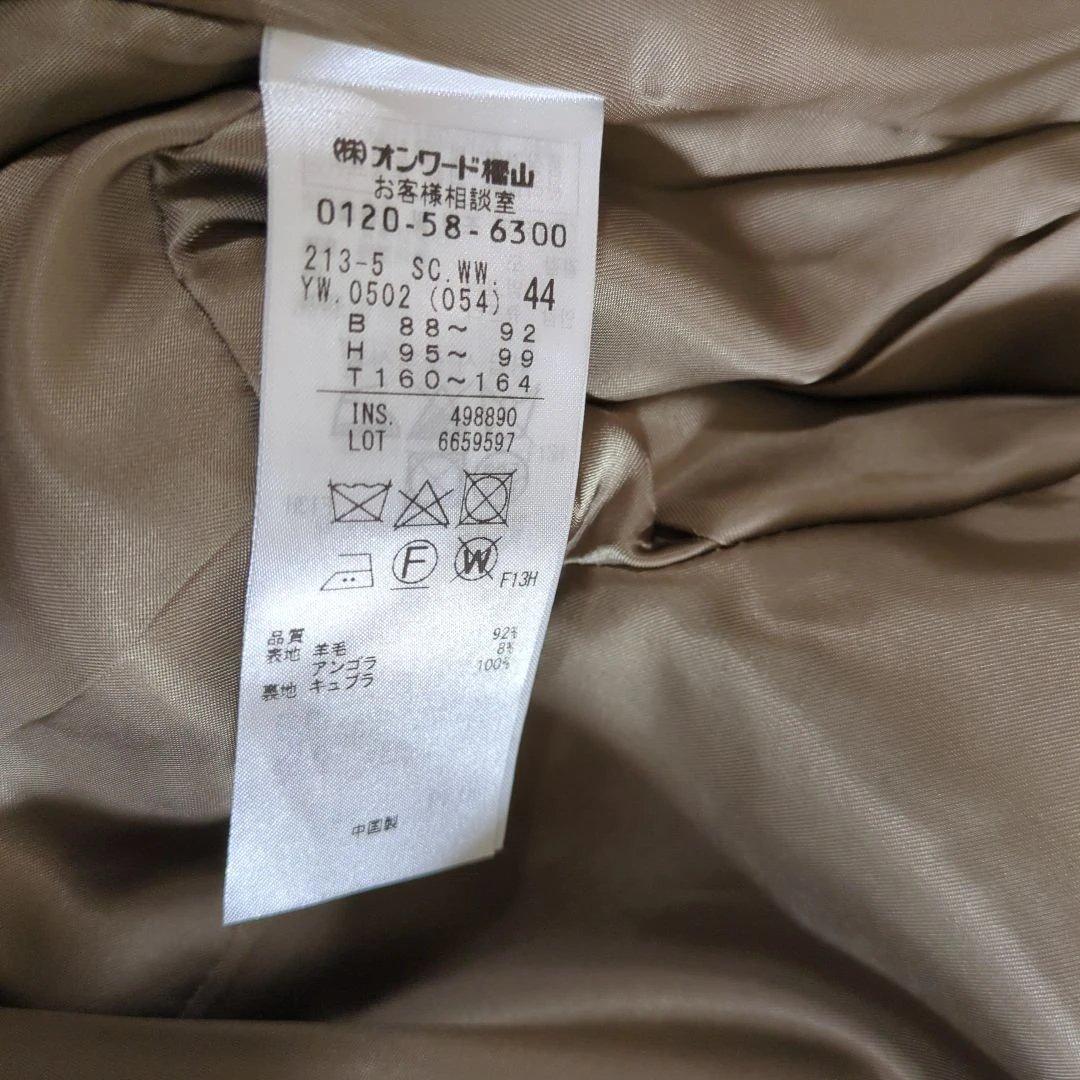 (株)オンワード樫山
お客様相談室
0120-58-6300
213-5 SC.WW.
YW.0502 (054) 44
B 88～ 92
H 95～ 99
T 160～164
INS. 498890
LOT 6659597
F W F13H
品質
表地 羊毛 92%
アンゴラ 8%
裏地 キュプラ 100%
中国製